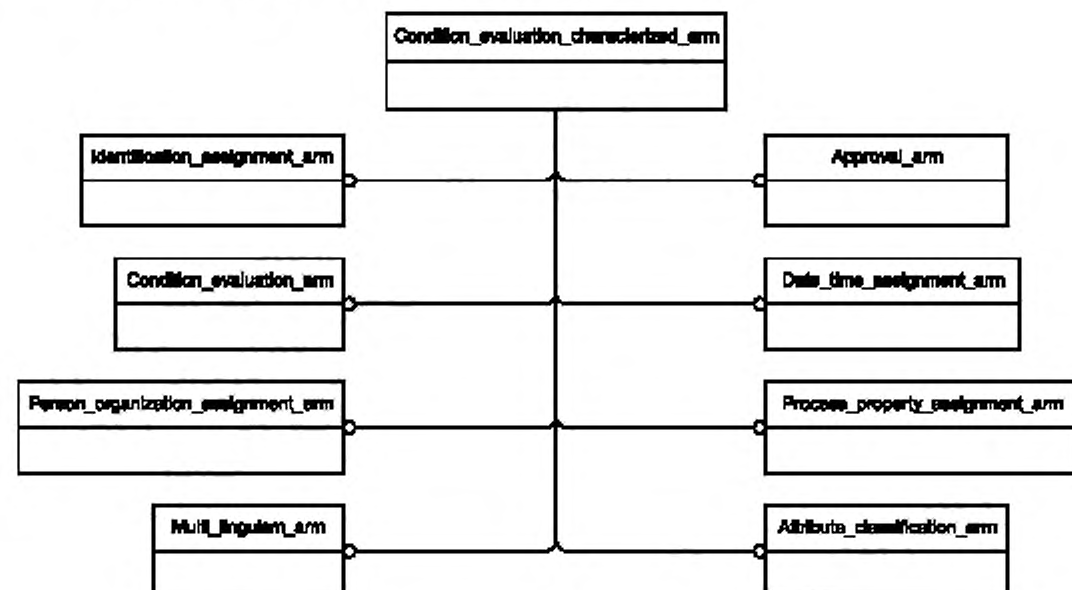 Condition_evaluation_characterized_arm
Identification_assignment_arm
Approval_arm
Condition_evaluation_arm
Date_time_assignment_arm
Person_organization_assignment_arm
Process_property_assignment_arm
Multi_linguism_arm
Attribute_classification_arm